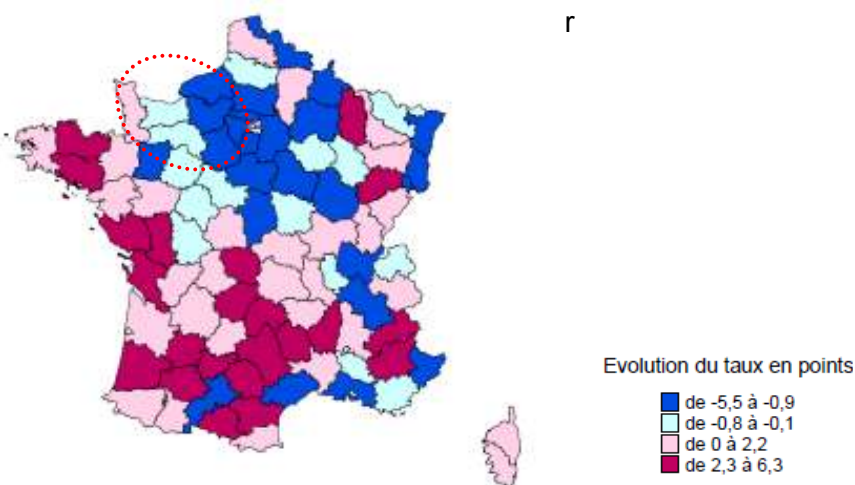 r
Evolution du taux en points
de -5,5 à -0,9
de -0,8 à -0,1
de 0 à 2,2
de 2,3 à 6,3